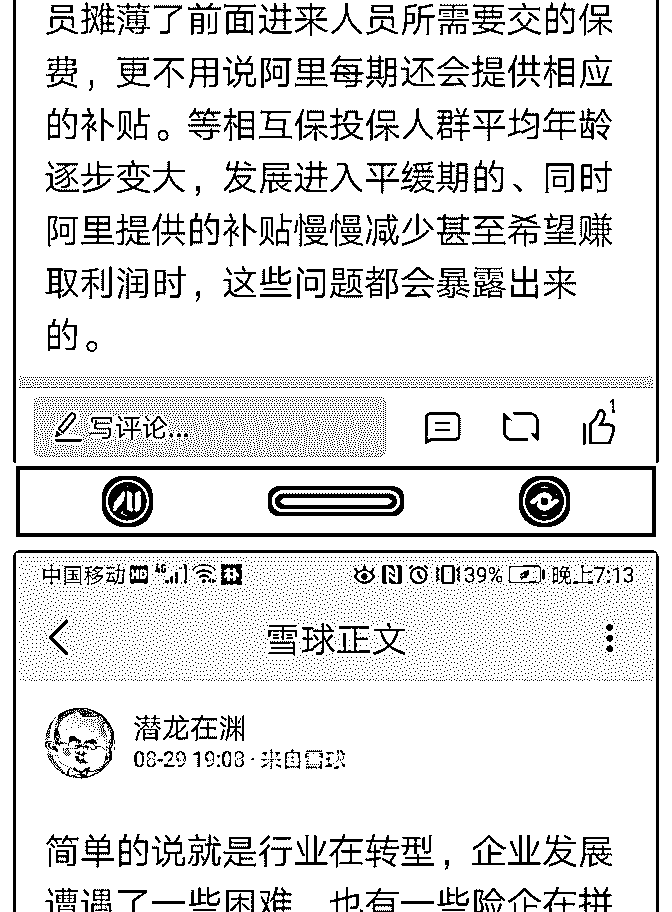 员摊薄了前面进来人员所需要交的保
费，更不用说阿里每期还会提供相应
的补贴。等相互保投保人群平均年龄
逐步变大，发展进入平缓期的、同时
阿里提供的补贴慢慢减少甚至希望赚
取利润时，这些问题都会暴露出来
的。
写评论...
1
中国移动 HD 4G 39% 晚上7:13
雪球正文
潜龙在渊
08-29 19:08 · 来自雪球
简单的说就是行业在转型，企业发展
遭遇了一些困难，也有一些险企在拼